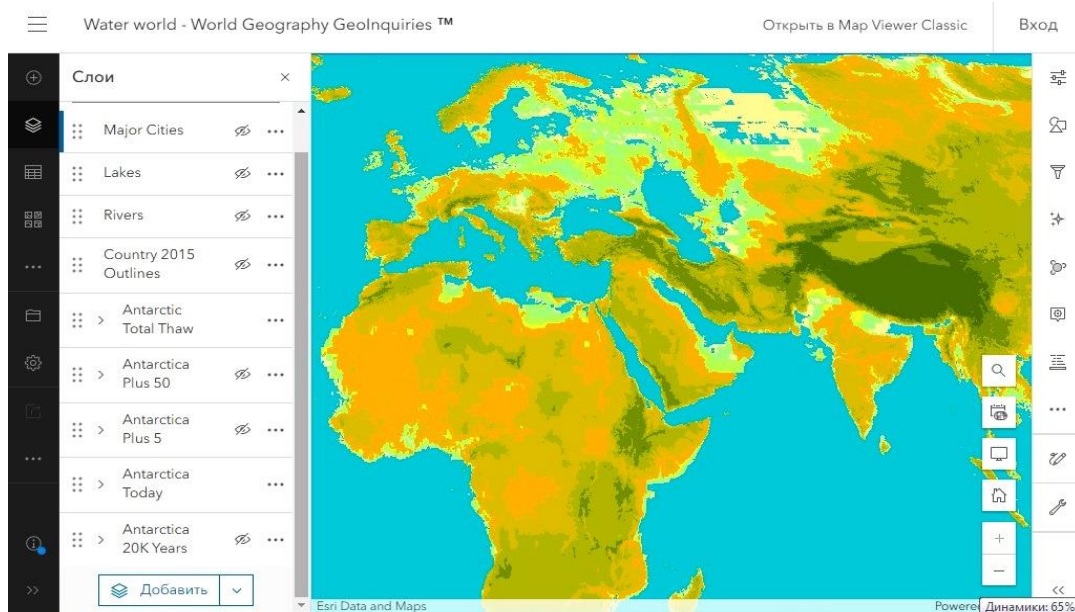 Water world - World Geography GeoInquiries ™
Открыть в Map Viewer Classic
Вход
Слои
Major Cities
Lakes
Rivers
Country 2015
Outlines
Antarctic
Total Thaw
Antarctica
Plus 50
Antarctica
Plus 5
Antarctica
Today
Antarctica
20K Years
Добавить
Esri Data and Maps
Powered
Динамики: 65%